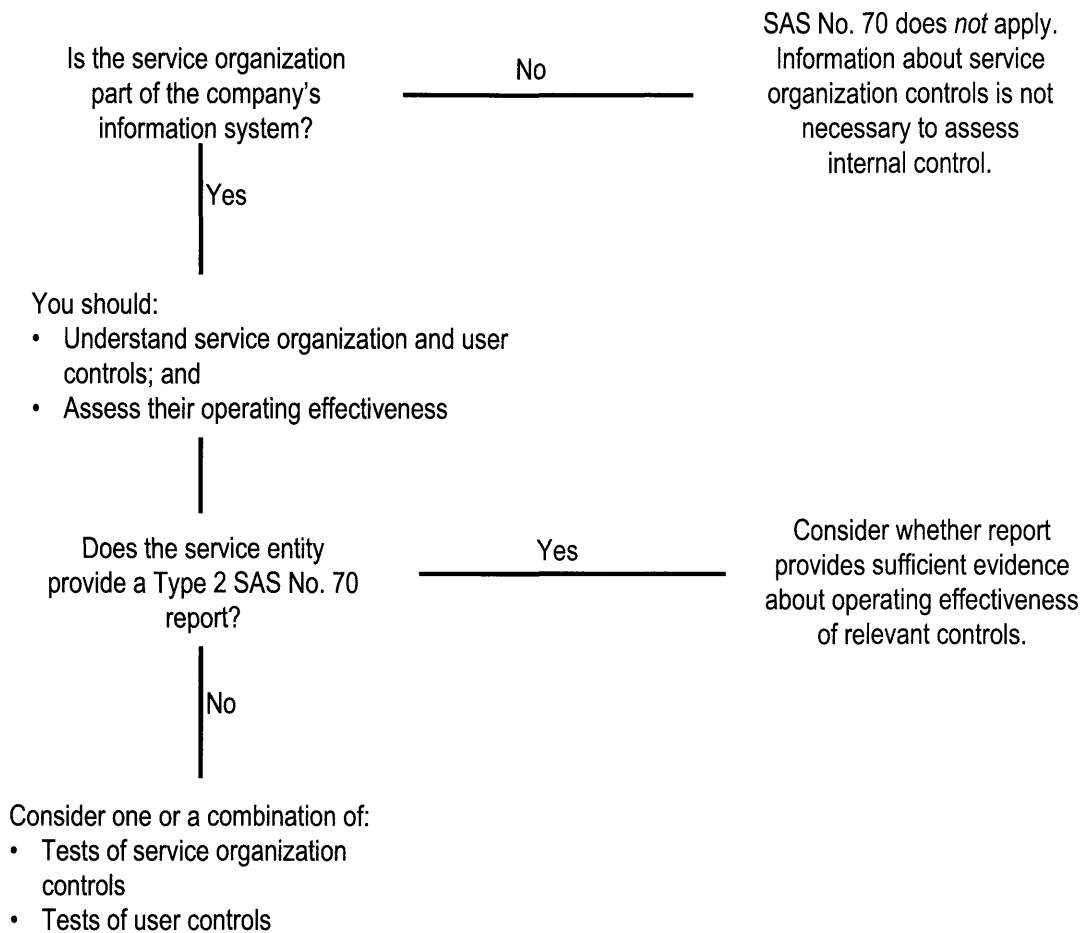 Is the service organization
part of the company's
information system?
No
SAS No. 70 does not apply.
Information about service
organization controls is not
necessary to assess
internal control.
Yes
You should:
• Understand service organization and user
controls; and
• Assess their operating effectiveness
Does the service entity
provide a Type 2 SAS No. 70
report?
Yes
Consider whether report
provides sufficient evidence
about operating effectiveness
of relevant controls.
No
Consider one or a combination of:
• Tests of service organization
controls
• Tests of user controls